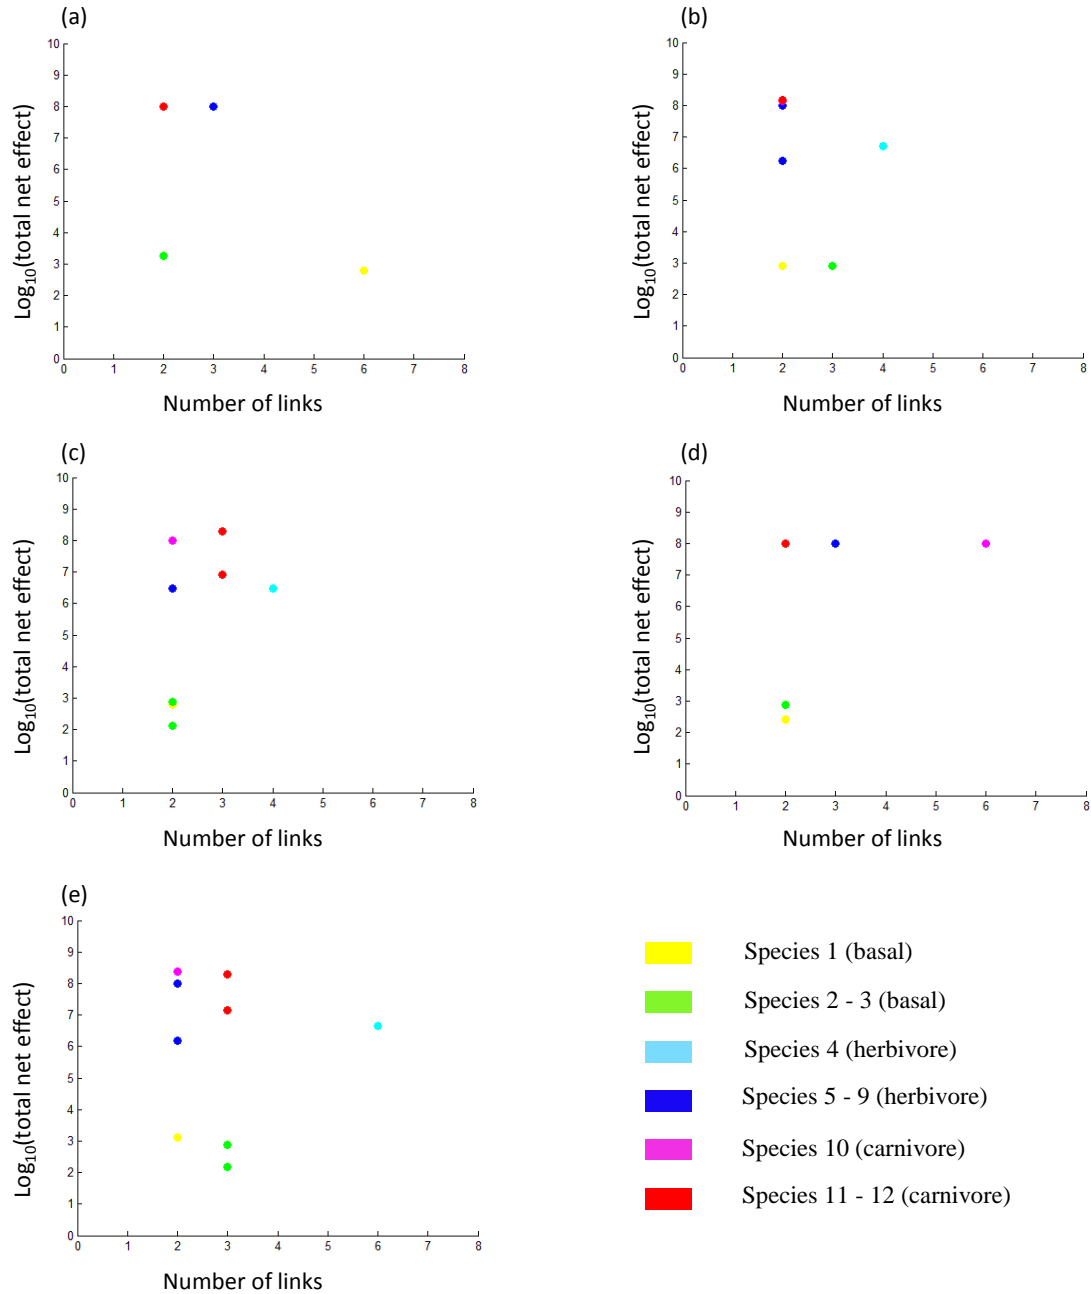 (a)
10
9
8
7
6
5
4
3
2
1
0
0 1 2 3 4 5 6 7 8
Log10(total net effect)
Number of links
(b)
10
9
8
7
6
5
4
3
2
1
0
0 1 2 3 4 5 6 7 8
Log10(total net effect)
Number of links
(c)
10
9
8
7
6
5
4
3
2
1
0
0 1 2 3 4 5 6 7 8
Log10(total net effect)
Number of links
(d)
10
9
8
7
6
5
4
3
2
1
0
0 1 2 3 4 5 6 7 8
Log10(total net effect)
Number of links
(e)
10
9
8
7
6
5
4
3
2
1
0
0 1 2 3 4 5 6 7 8
Log10(total net effect)
Number of links
Species 1 (basal)
Species 2 - 3 (basal)
Species 4 (herbivore)
Species 5 - 9 (herbivore)
Species 10 (carnivore)
Species 11 - 12 (carnivore)